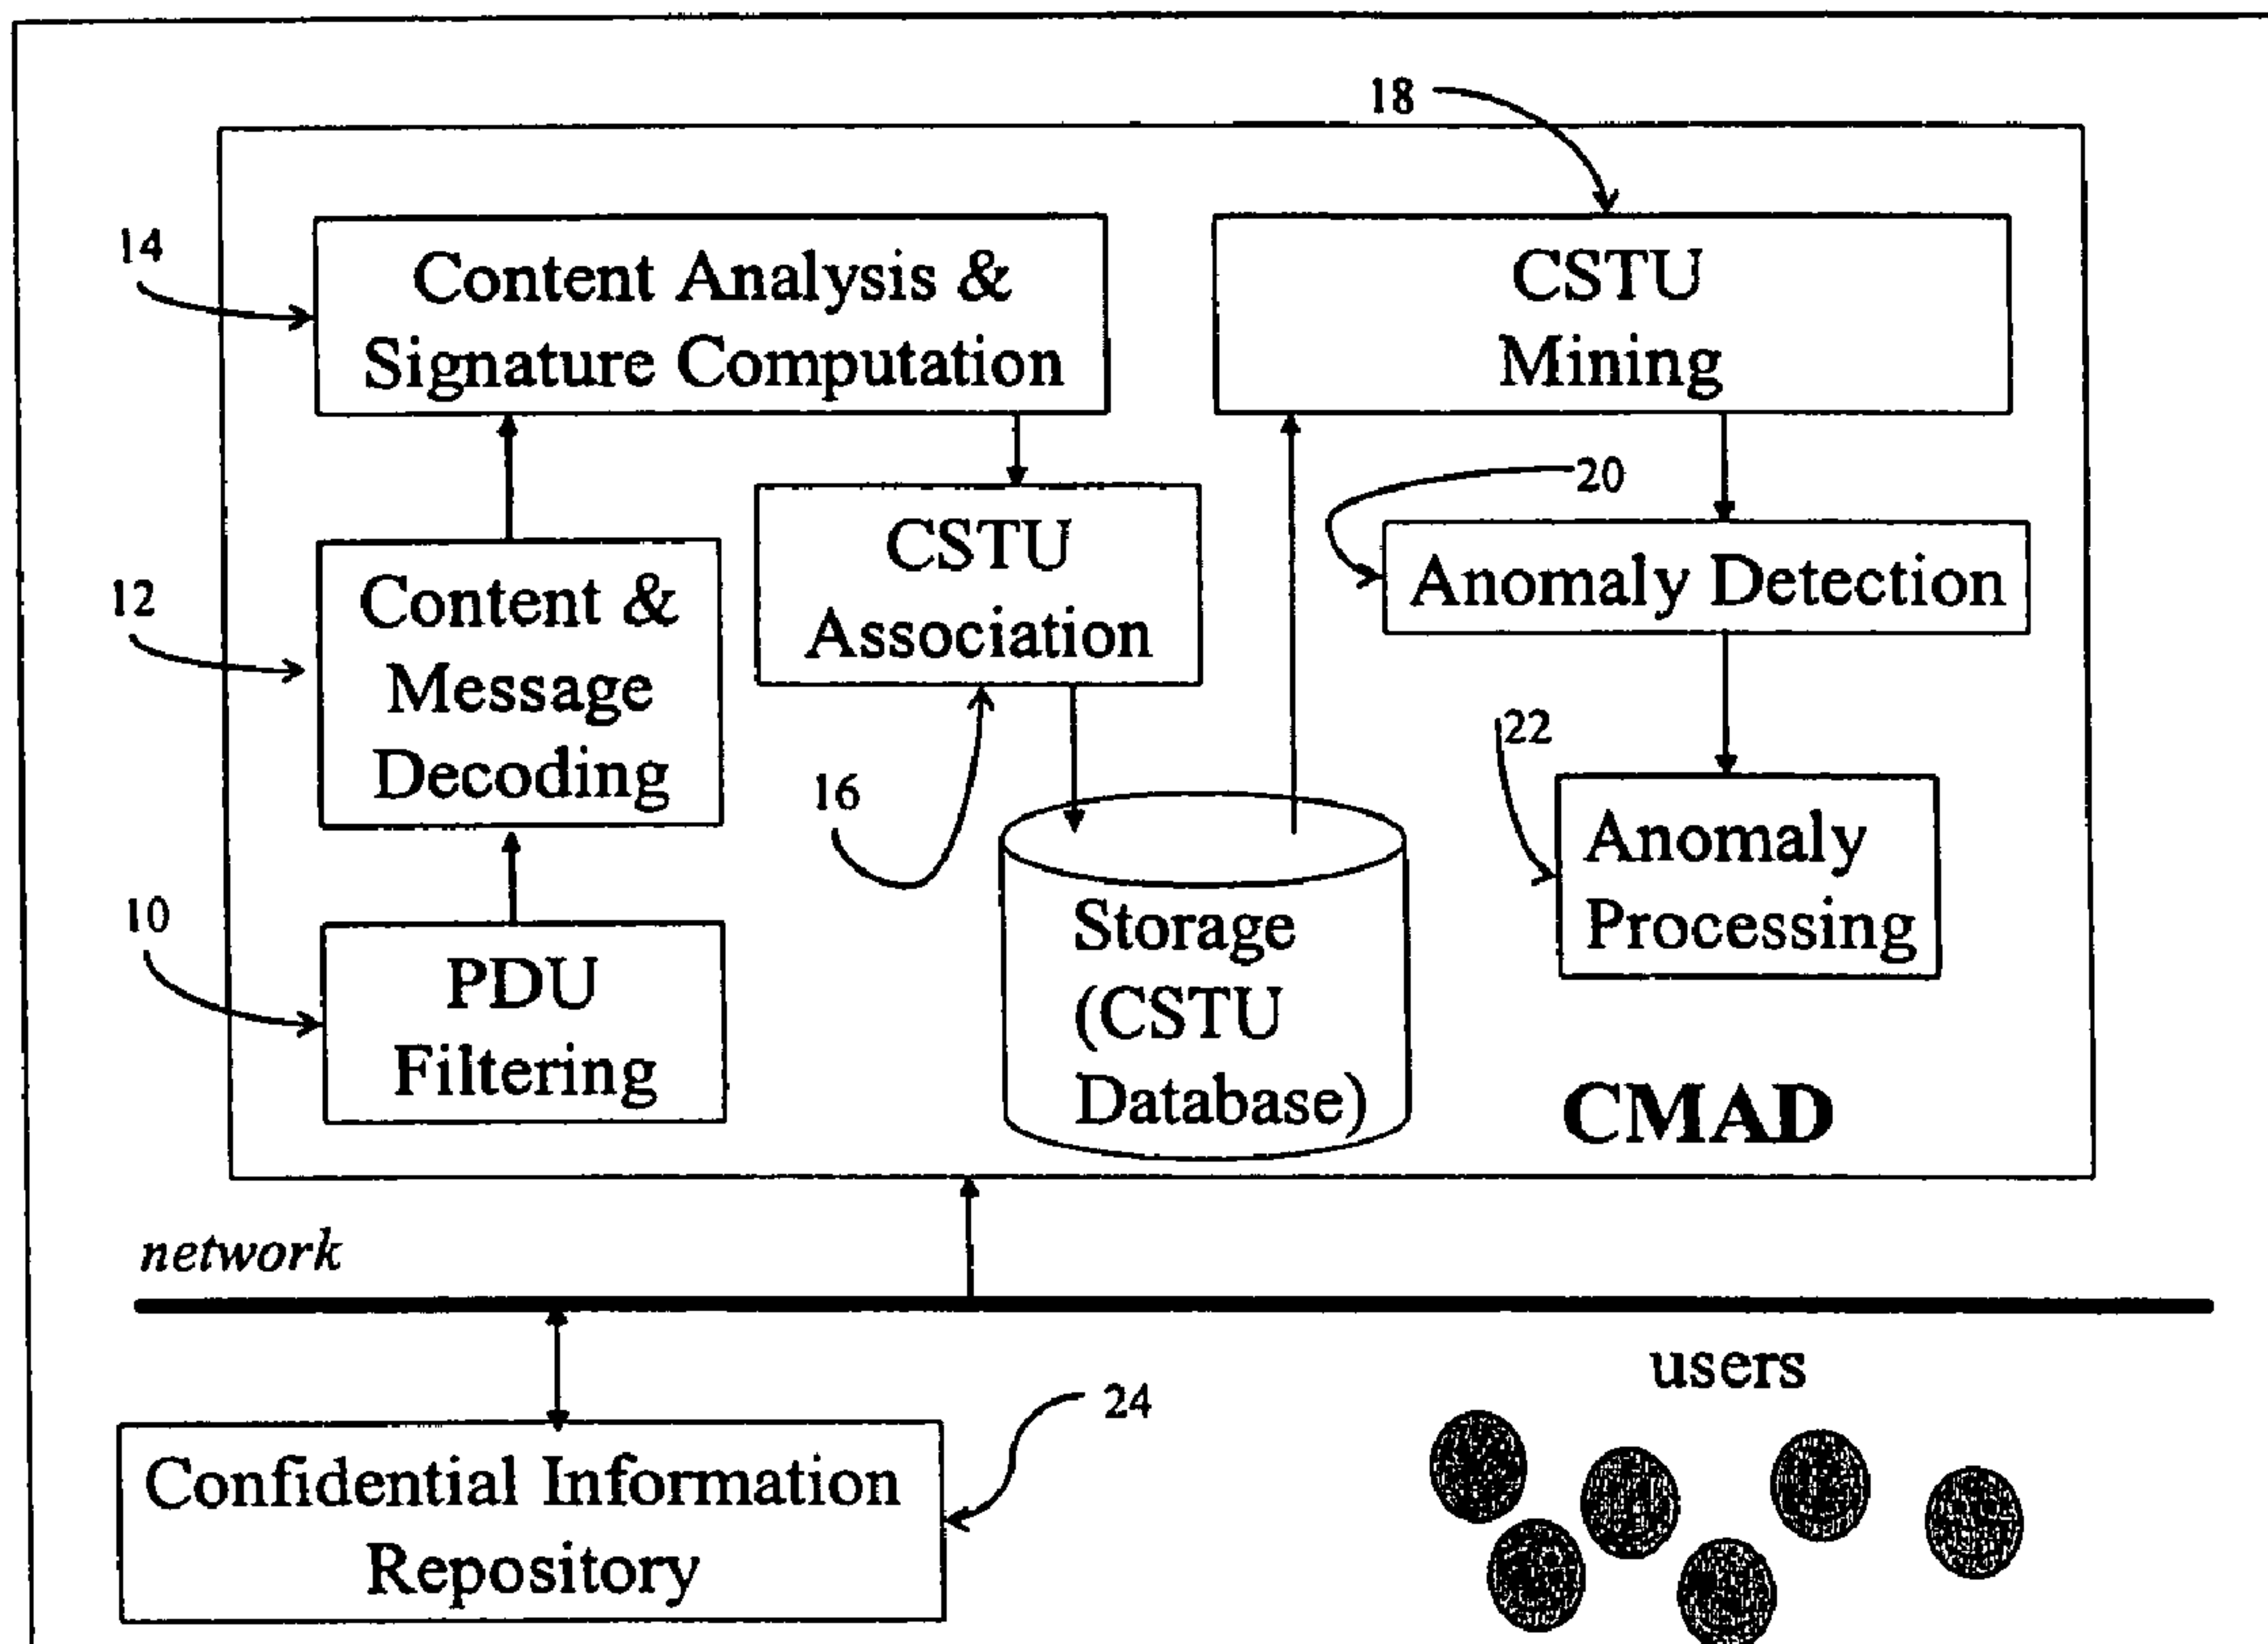 18
14
Content Analysis &
Signature Computation
CSTU
Mining
20
CSTU
Association
Anomaly Detection
12
Content &
Message
Decoding
22
16
Anomaly
Processing
10
PDU
Filtering
Storage
(CSTU
Database)
CMAD
network
users
24
Confidential Information
Repository